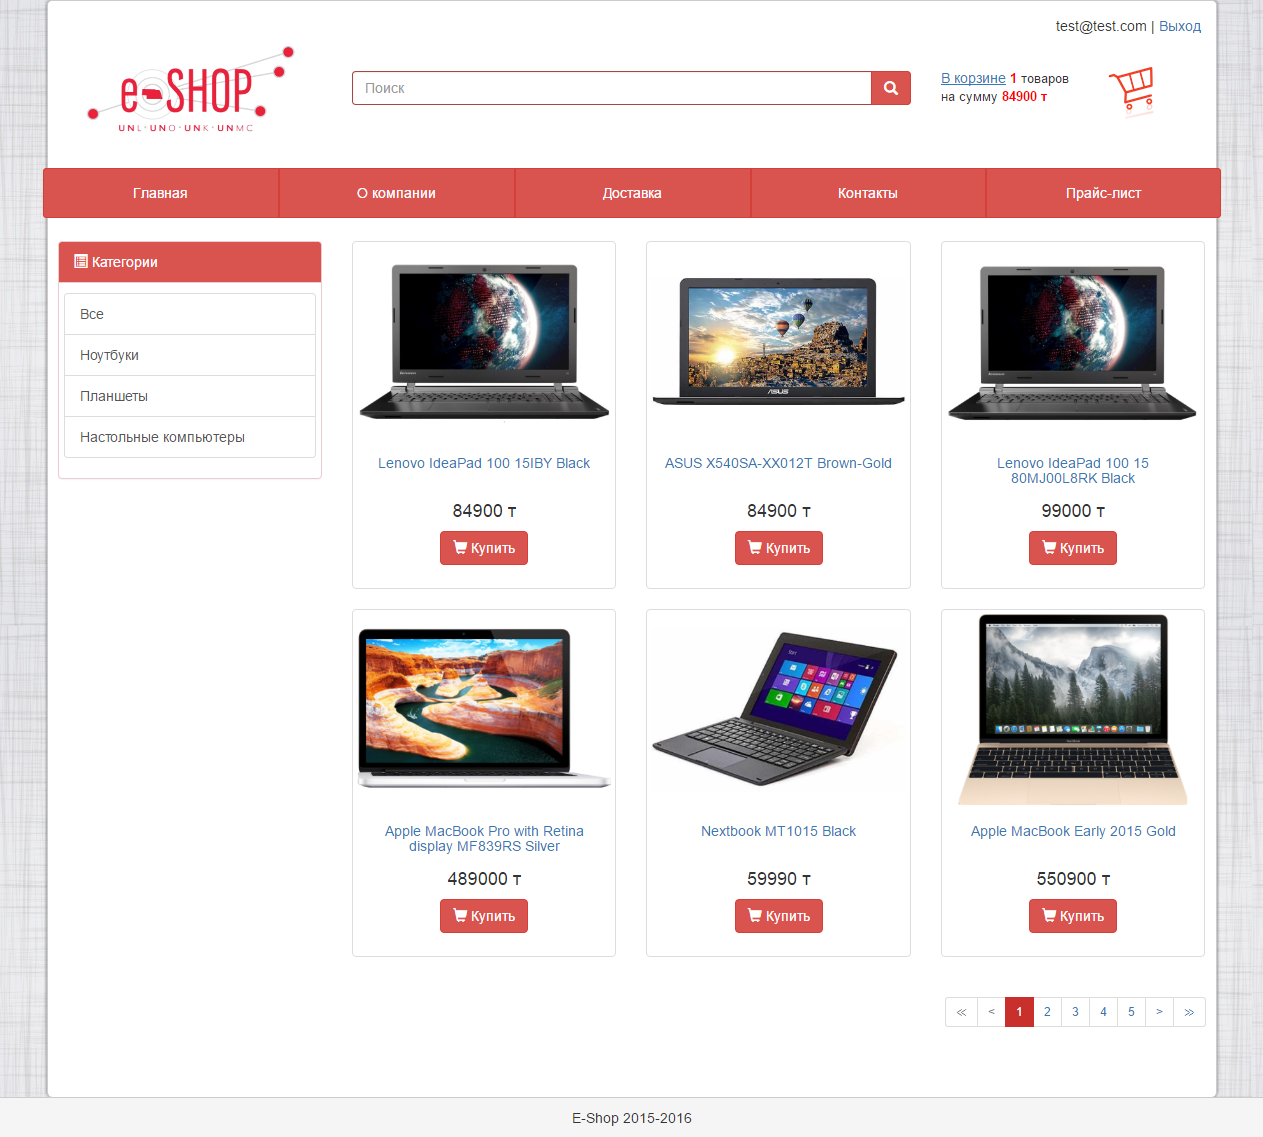 test@test.com | Выход
e-SHOP
UNL·UNO·UNK·UNMC
Поиск
В корзине 1 товаров
на сумму 84900 т
Главная
О компании
Доставка
Контакты
Прайс-лист
Категории
Все
Ноутбуки
Планшеты
Настольные компьютеры
Lenovo IdeaPad 100 15IBY Black
84900 т
Купить
ASUS
ASUS X540SA-XX012T Brown-Gold
84900 т
Купить
Lenovo IdeaPad 100 15
80MJ00L8RK Black
99000 т
Купить
Apple MacBook Pro with Retina
display MF839RS Silver
489000 т
Купить
Start
Nextbook MT1015 Black
59990 т
Купить
Apple MacBook Early 2015 Gold
550900 т
Купить
« < 1 2 3 4 5 > »
E-Shop 2015-2016